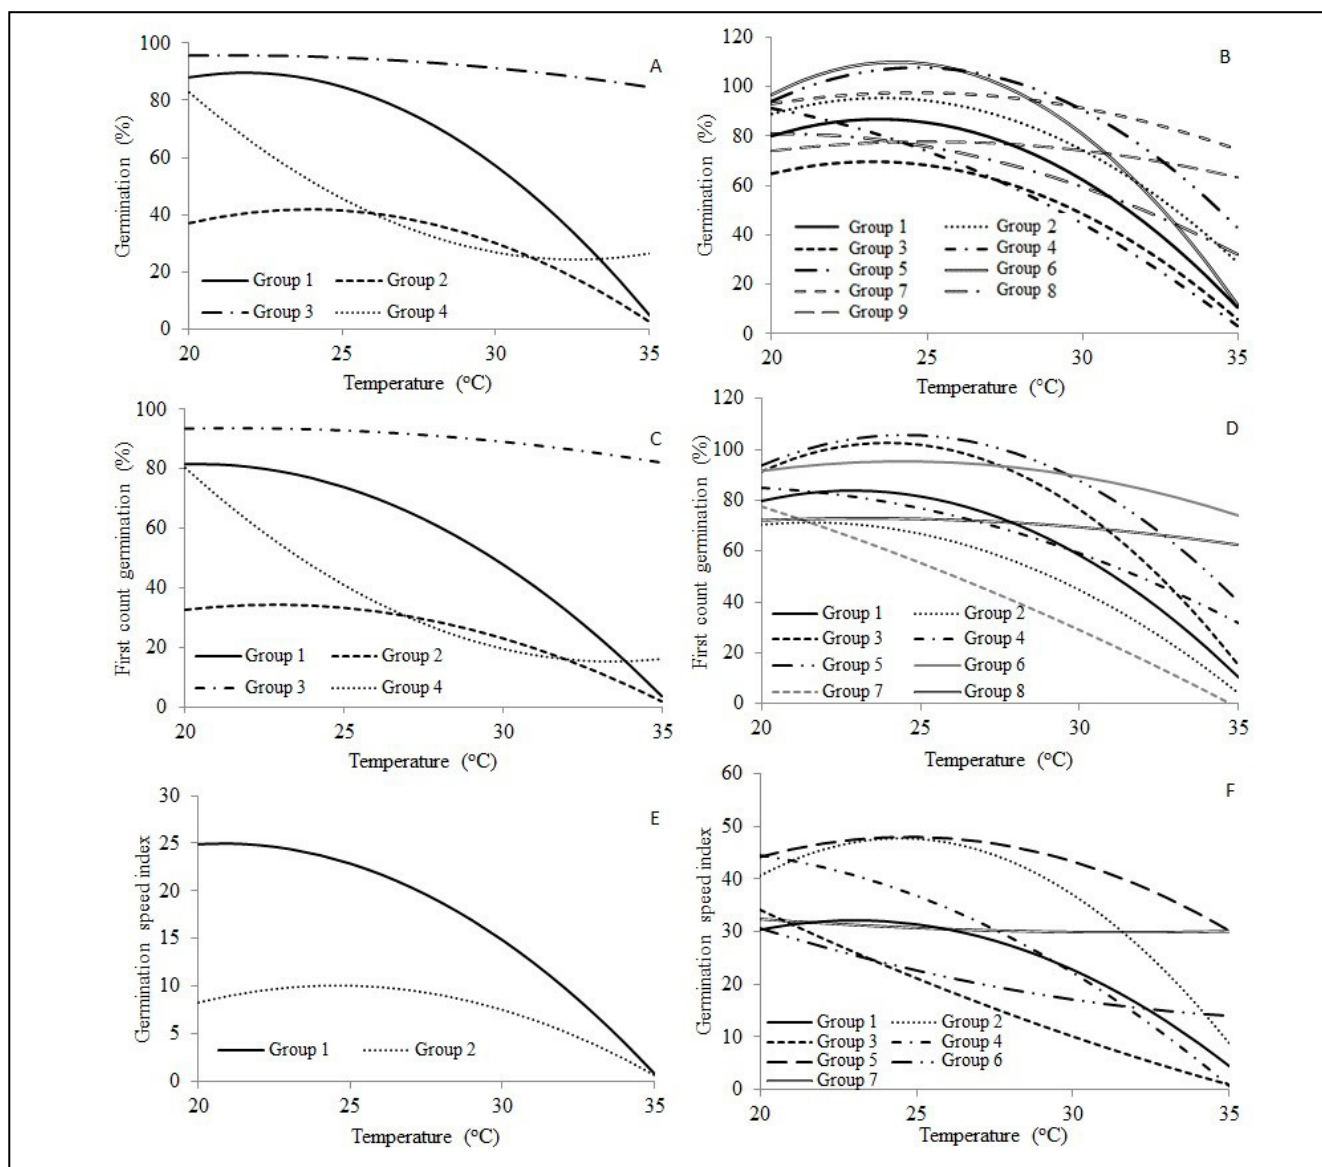 A
Germination (%)
100
80
60
40
20
0
Group 1 Group 2
Group 3 Group 4
20 25 30 35
Temperature (°C)
B
Germination (%)
120
100
80
60
40
20
0
Group 1 Group 2
Group 3 Group 4
Group 5 Group 6
Group 7 Group 8
Group 9
20 25 30 35
Temperature (°C)
C
First count germination (%)
100
80
60
40
20
0
Group 1 Group 2
Group 3 Group 4
20 25 30 35
Temperature (°C)
D
First count germination (%)
120
100
80
60
40
20
0
Group 1 Group 2
Group 3 Group 4
Group 5 Group 6
Group 7 Group 8
20 25 30 35
Temperature (°C)
E
Germination speed index
30
25
20
15
10
5
0
Group 1 Group 2
20 25 30 35
Temperature (°C)
F
Germination speed index
60
50
40
30
20
10
0
Group 1 Group 2
Group 3 Group 4
Group 5 Group 6
Group 7
20 25 30 35
Temperature (°C)